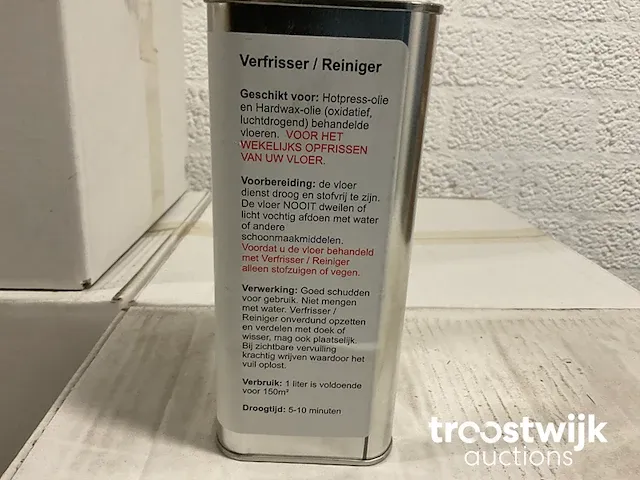 Verfrisser / Reiniger
Geschikt voor: Hotpress-olie
en Hardwax-olie (oxidatief,
luchtdrogend) behandelde
vloeren. VOOR HET
WEKELIJKS OPFRISSEN
VAN UW VLOER.
Voorbereiding: de vloer
dienst droog en stofvrij te zijn.
De vloer NOOIT dweilen of
licht vochtig afdoen met water
of andere
schoonmaakmiddelen.
Voordat u de vloer behandeld
met Verfrisser / Reiniger
alleen stofzuigen of vegen.
Verwerking: Goed schudden
voor gebruik. Niet mengen
met water. Verfrisser /
Reiniger onverdund opzetten
en verdelen met doek of
wisser, mag ook plaatselijk.
Bij zichtbare vervuiling
krachtig wrijven waardoor het
vuil oplost.
Verbruik: 1 liter is voldoende
voor 150m²
Droogtijd: 5-10 minuten
troostwijk
auctions